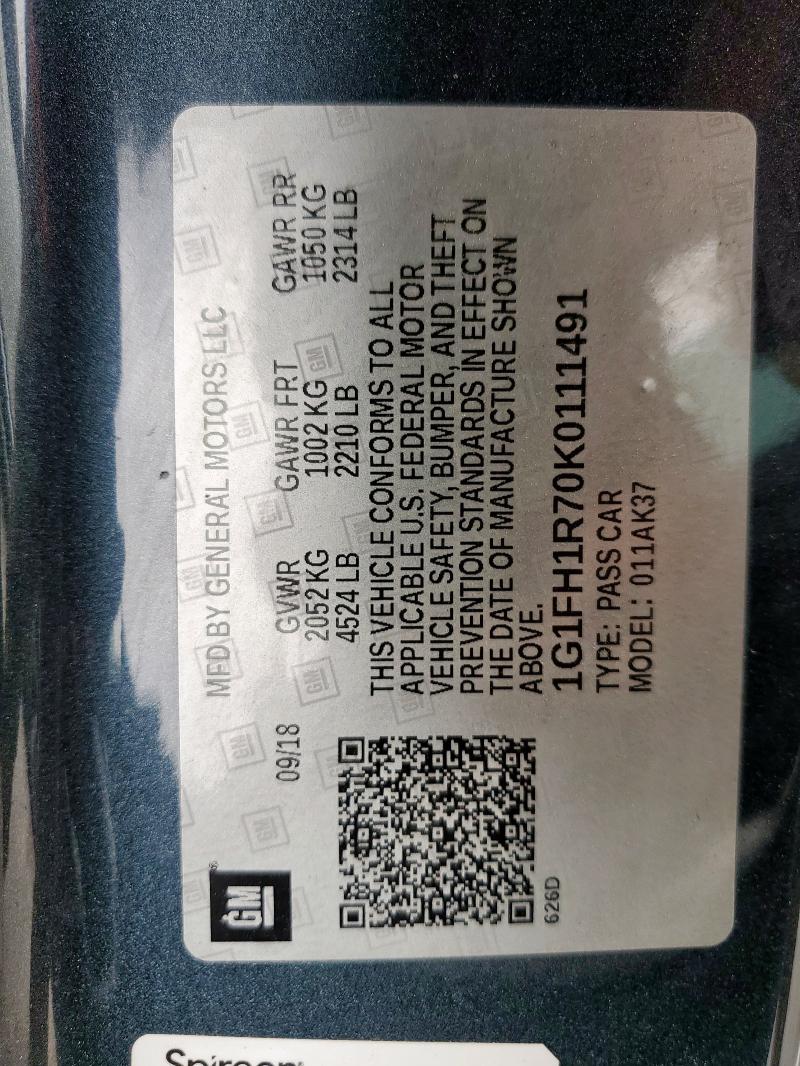 GM
MFD BY GENERAL MOTORS LLC
09/18 GVWR GAWR FRT GAWR RR
2052 KG 1002 KG 1050 KG
4524 LB 2210 LB 2314 LB
THIS VEHICLE CONFORMS TO ALL
APPLICABLE U.S. FEDERAL MOTOR
VEHICLE SAFETY, BUMPER, AND THEFT
PREVENTION STANDARDS IN EFFECT ON
THE DATE OF MANUFACTURE SHOWN
ABOVE.
1G1FH1R70K0111491
TYPE: PASS CAR
MODEL: 011AK37
626D